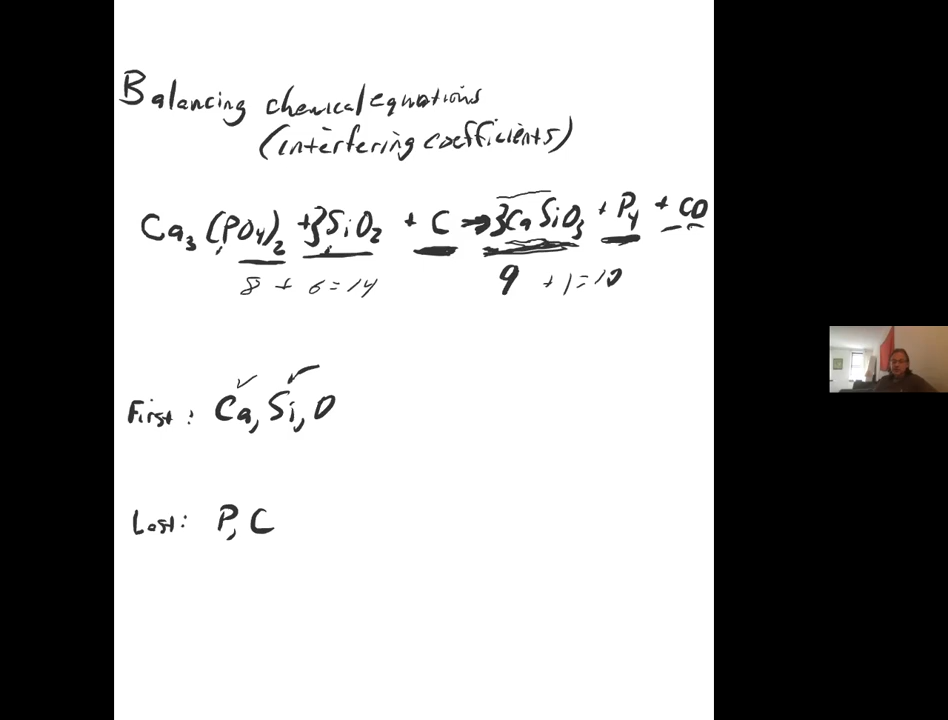 Balancing chemical equations
(interfering coefficients)
Ca₃(PO₄)₂ + 3SiO₂ + C → 3CaSiO₃ + P₄ + CO
8 + 6 = 14 9 + 1 = 10
First: Ca, Si, O
Last: P, C